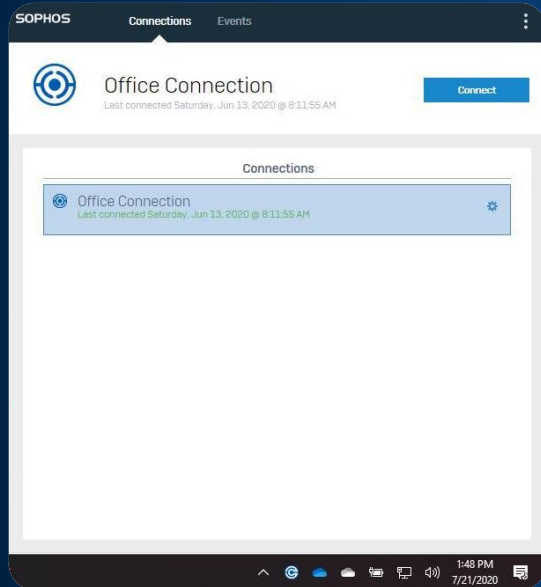 SOPHOS Connections Events
Office Connection
Last connected Saturday, Jun 13, 2020 @ 8:11:55 AM
Connect
Connections
Office Connection
Last connected Saturday, Jun 13, 2020 @ 8:11:55 AM
1:48 PM
7/21/2020